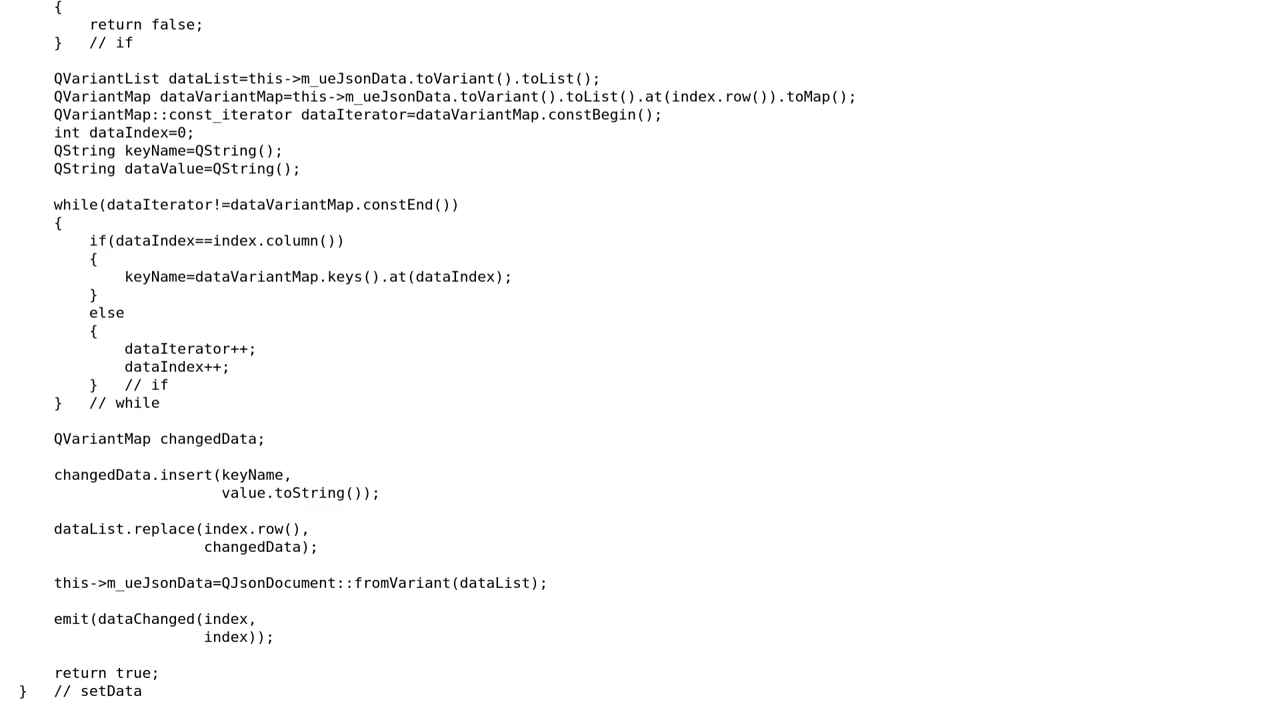 {
        return false;
    }   // if

    QVariantList dataList=this->m_ueJsonData.toVariant().toList();
    QVariantMap dataVariantMap=this->m_ueJsonData.toVariant().toList().at(index.row()).toMap();
    QVariantMap::const_iterator dataIterator=dataVariantMap.constBegin();
    int dataIndex=0;
    QString keyName=QString();
    QString dataValue=QString();

    while(dataIterator!=dataVariantMap.constEnd())
    {
        if(dataIndex==index.column())
        {
            keyName=dataVariantMap.keys().at(dataIndex);
        }
        else
        {
            dataIterator++;
            dataIndex++;
        }   // if
    }   // while

    QVariantMap changedData;

    changedData.insert(keyName,
                       value.toString());

    dataList.replace(index.row(),
                     changedData);

    this->m_ueJsonData=QJsonDocument::fromVariant(dataList);

    emit(dataChanged(index,
                     index));

    return true;
}   // setData